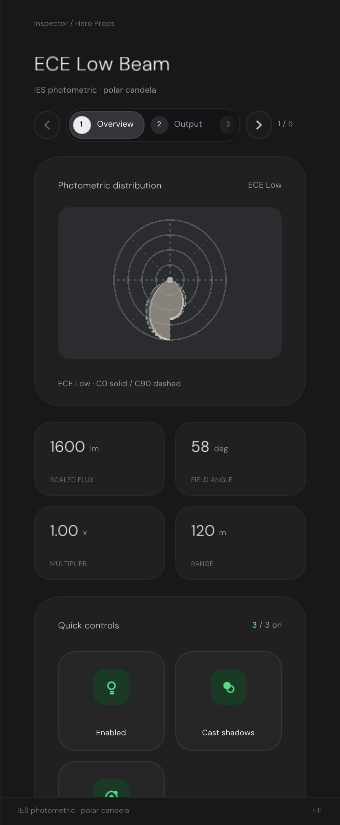 Inspector / Hero Props
ECE Low Beam
IES photometric · polar candela
1 Overview 2 Output 3 1 / 5
Photometric distribution ECE Low
ECE Low · C0 solid / C90 dashed
1600 lm 58 deg
SCALED FLUX FIELD ANGLE
1.00 x 120 m
MULTIPLIER RANGE
Quick controls 3 / 3 on
Enabled Cast shadows
IES photometric · polar candela